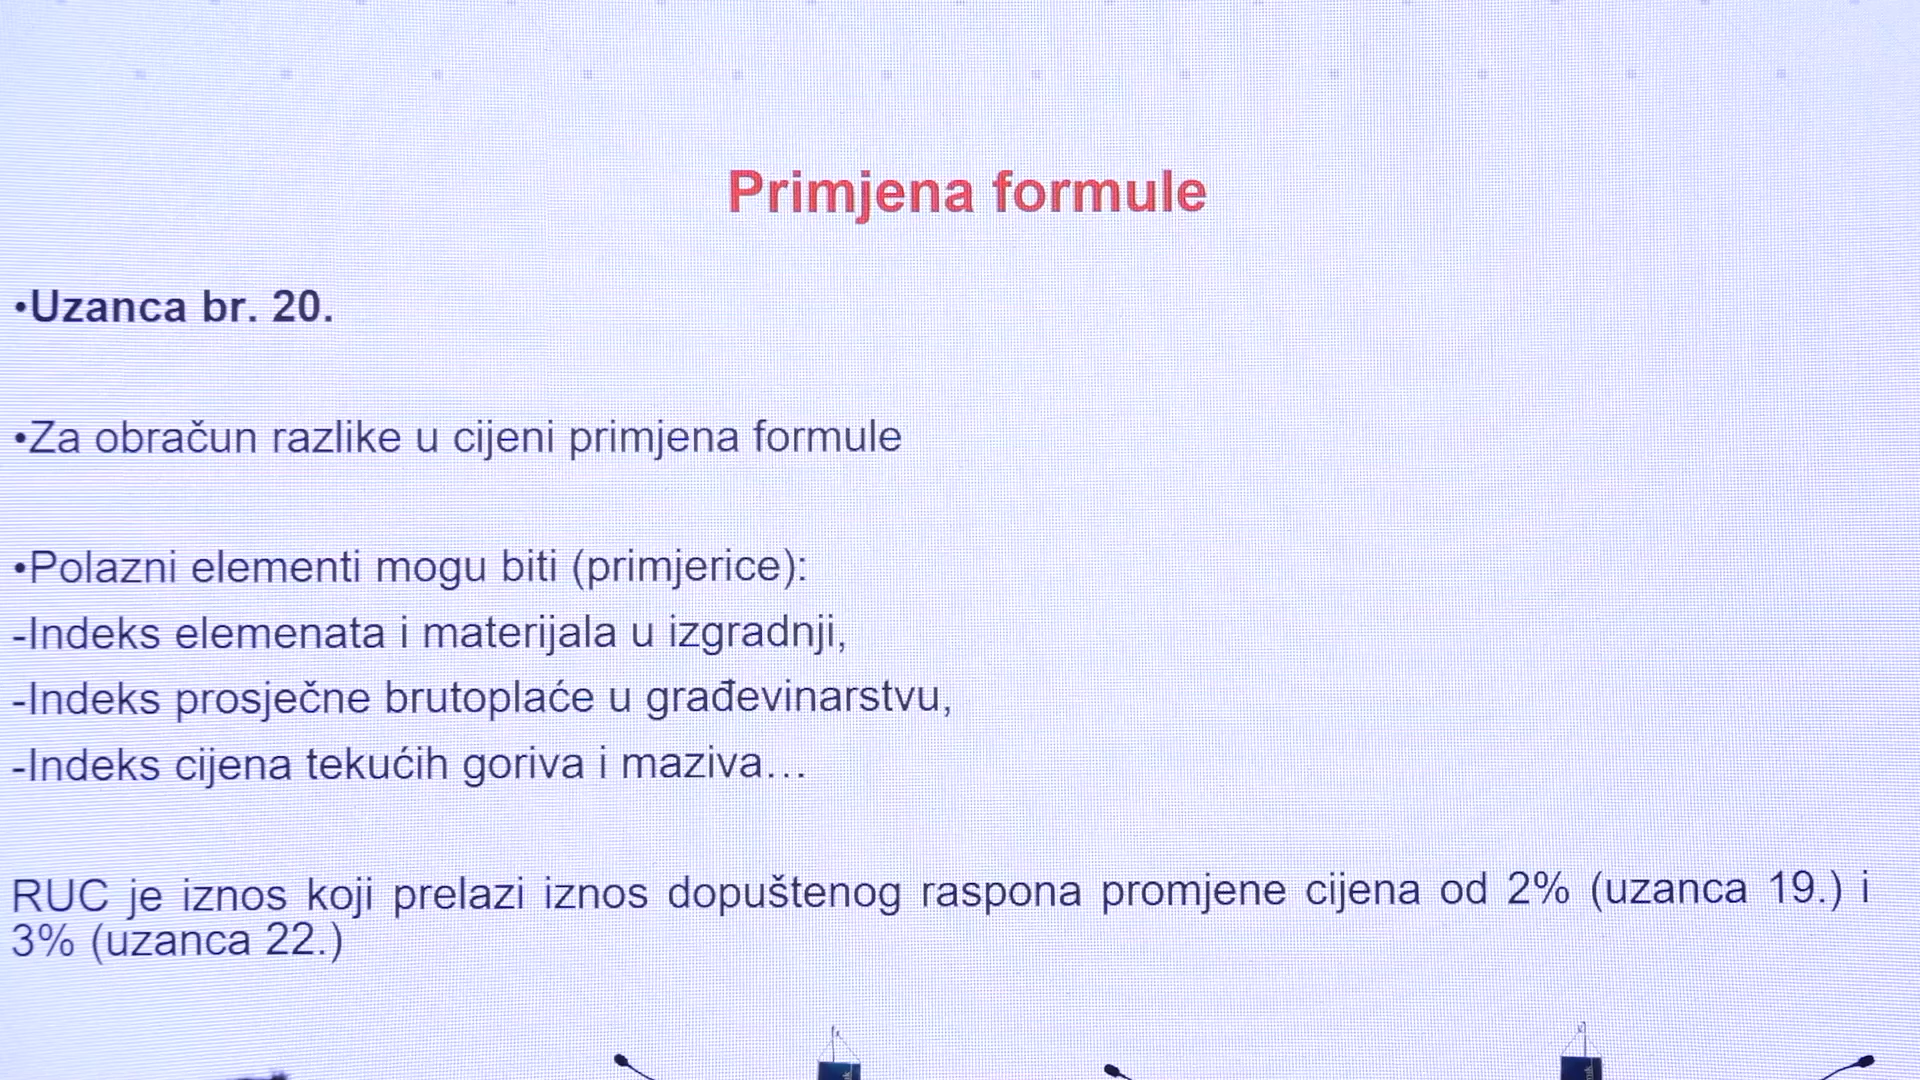 Primjena formule
•Uzanca br. 20.
•Za obračun razlike u cijeni primjena formule
•Polazni elementi mogu biti (primjerice):
-Indeks elemenata i materijala u izgradnji,
-Indeks prosječne brutoplaće u građevinarstvu,
-Indeks cijena tekućih goriva i maziva…
RUC je iznos koji prelazi iznos dopuštenog raspona promjene cijena od 2% (uzanca 19.) i
3% (uzanca 22.)